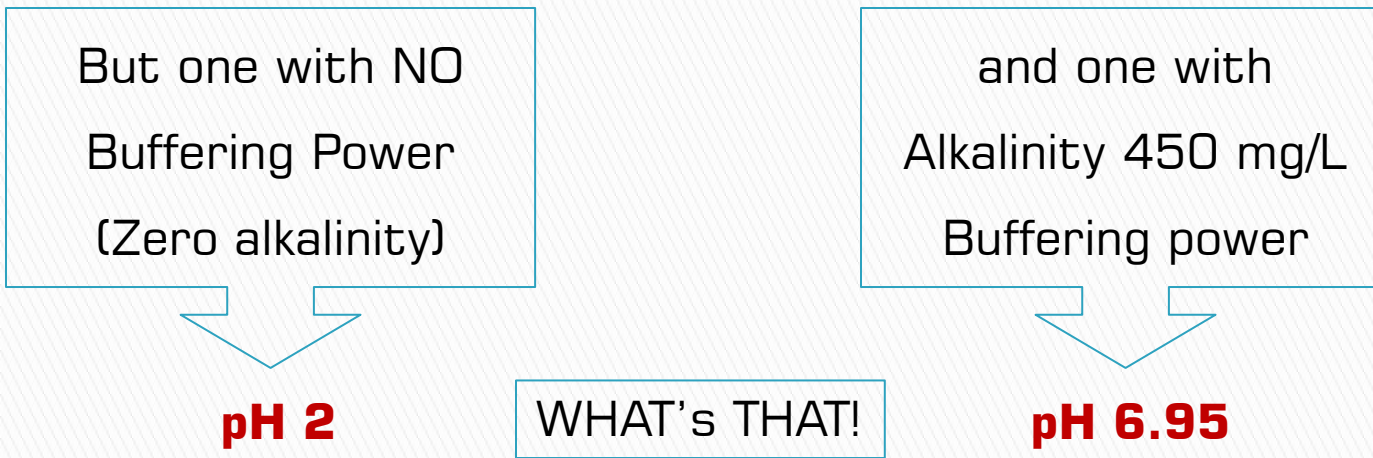 But one with NO
Buffering Power
(Zero alkalinity)
pH 2
WHAT's THAT!
and one with
Alkalinity 450 mg/L
Buffering power
pH 6.95